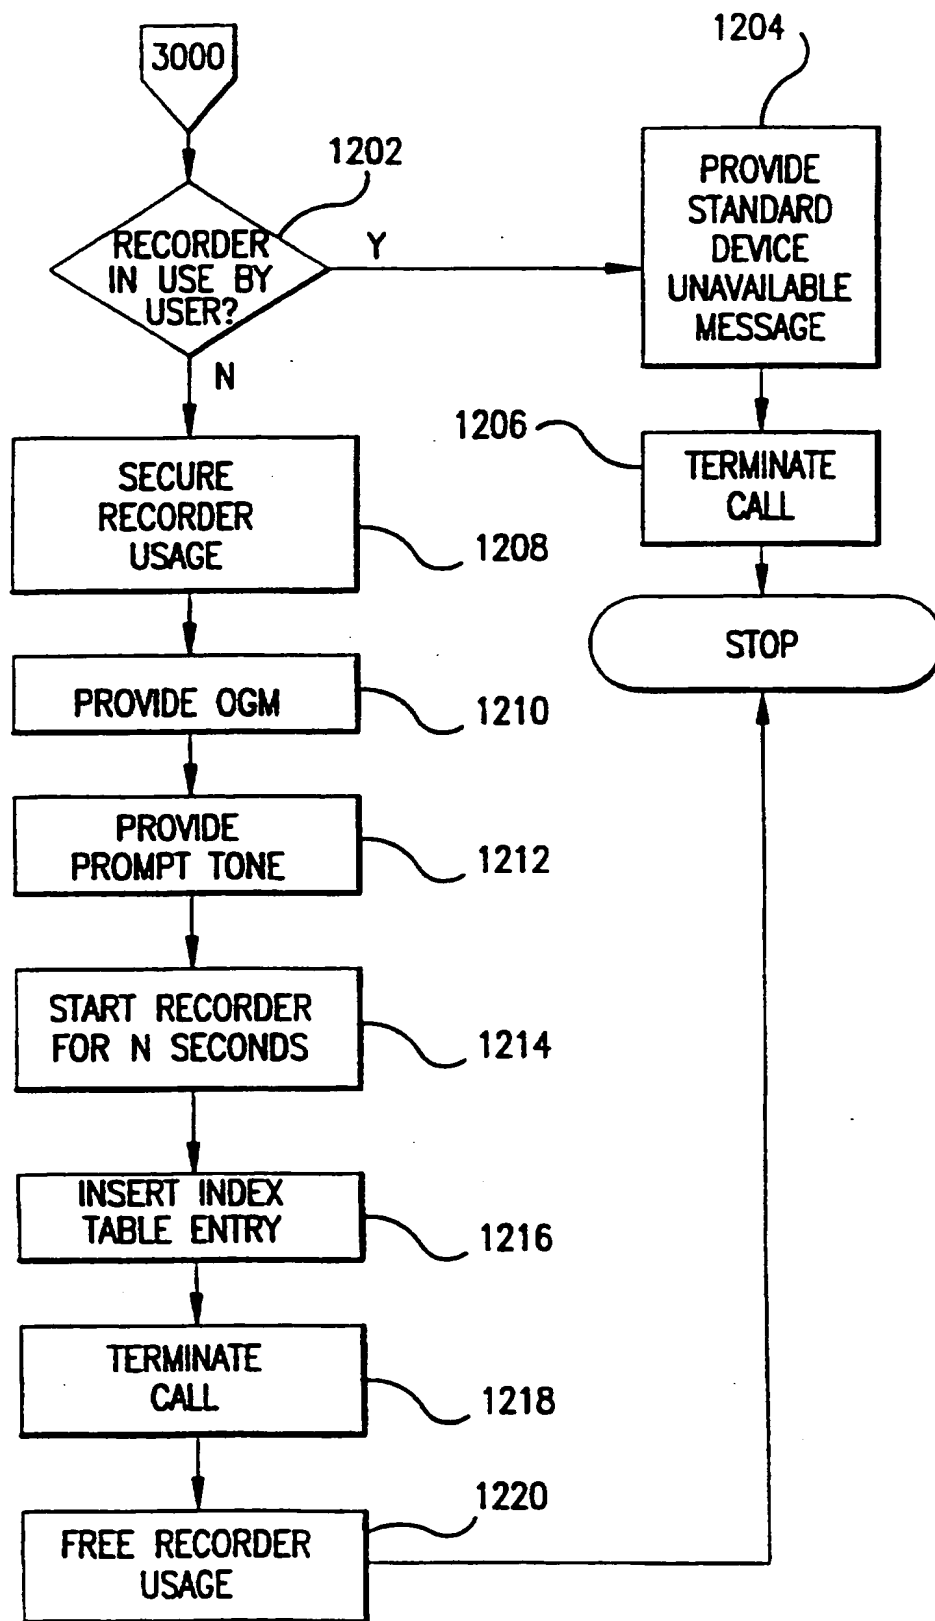 3000
1202
RECORDER
IN USE BY
USER?
Y
N
1204
PROVIDE
STANDARD
DEVICE
UNAVAILABLE
MESSAGE
1206
TERMINATE
CALL
STOP
SECURE
RECORDER
USAGE
1208
PROVIDE OGM
1210
PROVIDE
PROMPT TONE
1212
START RECORDER
FOR N SECONDS
1214
INSERT INDEX
TABLE ENTRY
1216
TERMINATE
CALL
1218
FREE RECORDER
USAGE
1220